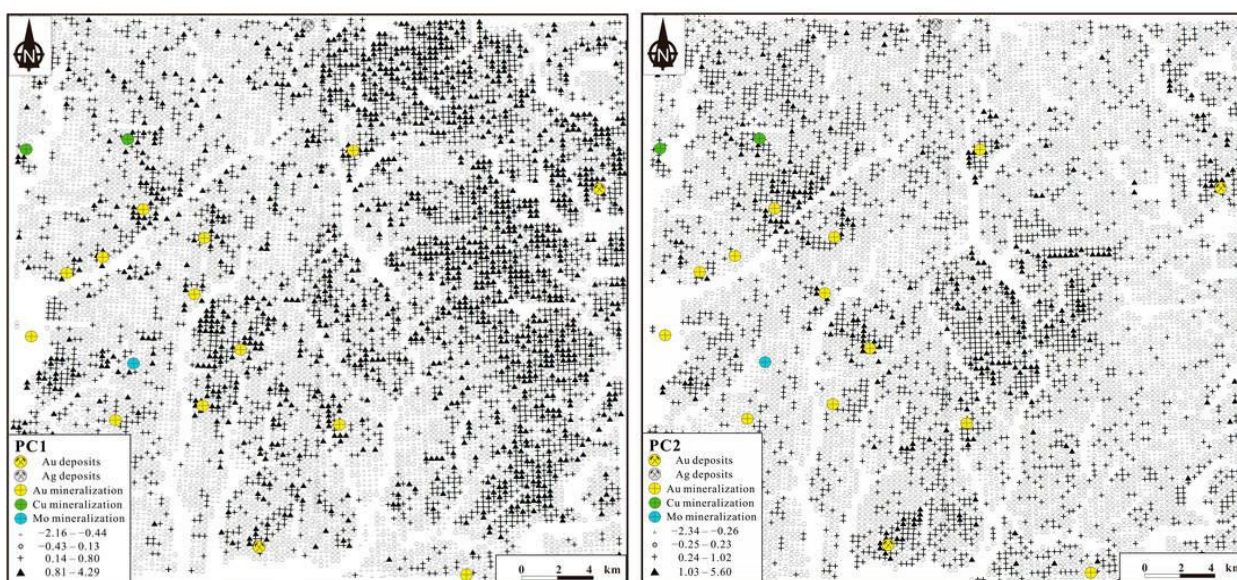 N
PC1
Au deposits
Ag deposits
Au mineralization
Cu mineralization
Mo mineralization
−2.16 – −0.44
−0.43 – 0.13
0.14 – 0.80
0.81 – 4.29
km
0 2 4
N
PC2
Au deposits
Ag deposits
Au mineralization
Cu mineralization
Mo mineralization
−2.34 – −0.26
−0.25 – 0.23
0.24 – 1.02
1.03 – 5.60
km
0 2 4